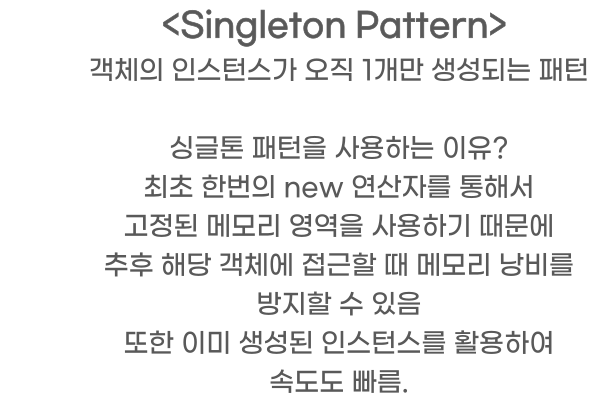 <Singleton Pattern>
객체의 인스턴스가 오직 1개만 생성되는 패턴
싱글톤 패턴을 사용하는 이유?
최초 한번의 new 연산자를 통해서
고정된 메모리 영역을 사용하기 때문에
추후 해당 객체에 접근할 때 메모리 낭비를
방지할 수 있음
또한 이미 생성된 인스턴스를 활용하여
속도도 빠름.